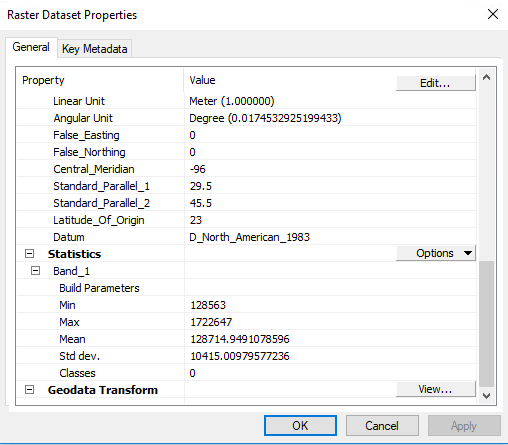 Raster Dataset Properties
General Key Metadata
Property Value Edit...
Linear Unit Meter (1.000000)
Angular Unit Degree (0.0174532925199433)
False_Easting 0
False_Northing 0
Central_Meridian -96
Standard_Parallel_1 29.5
Standard_Parallel_2 45.5
Latitude_Of_Origin 23
Datum D_North_American_1983
Statistics Options
Band_1
Build Parameters
Min 128563
Max 1722647
Mean 128714.9491078596
Std dev. 10415.00979577236
Classes 0
Geodata Transform View...
OK Cancel Apply